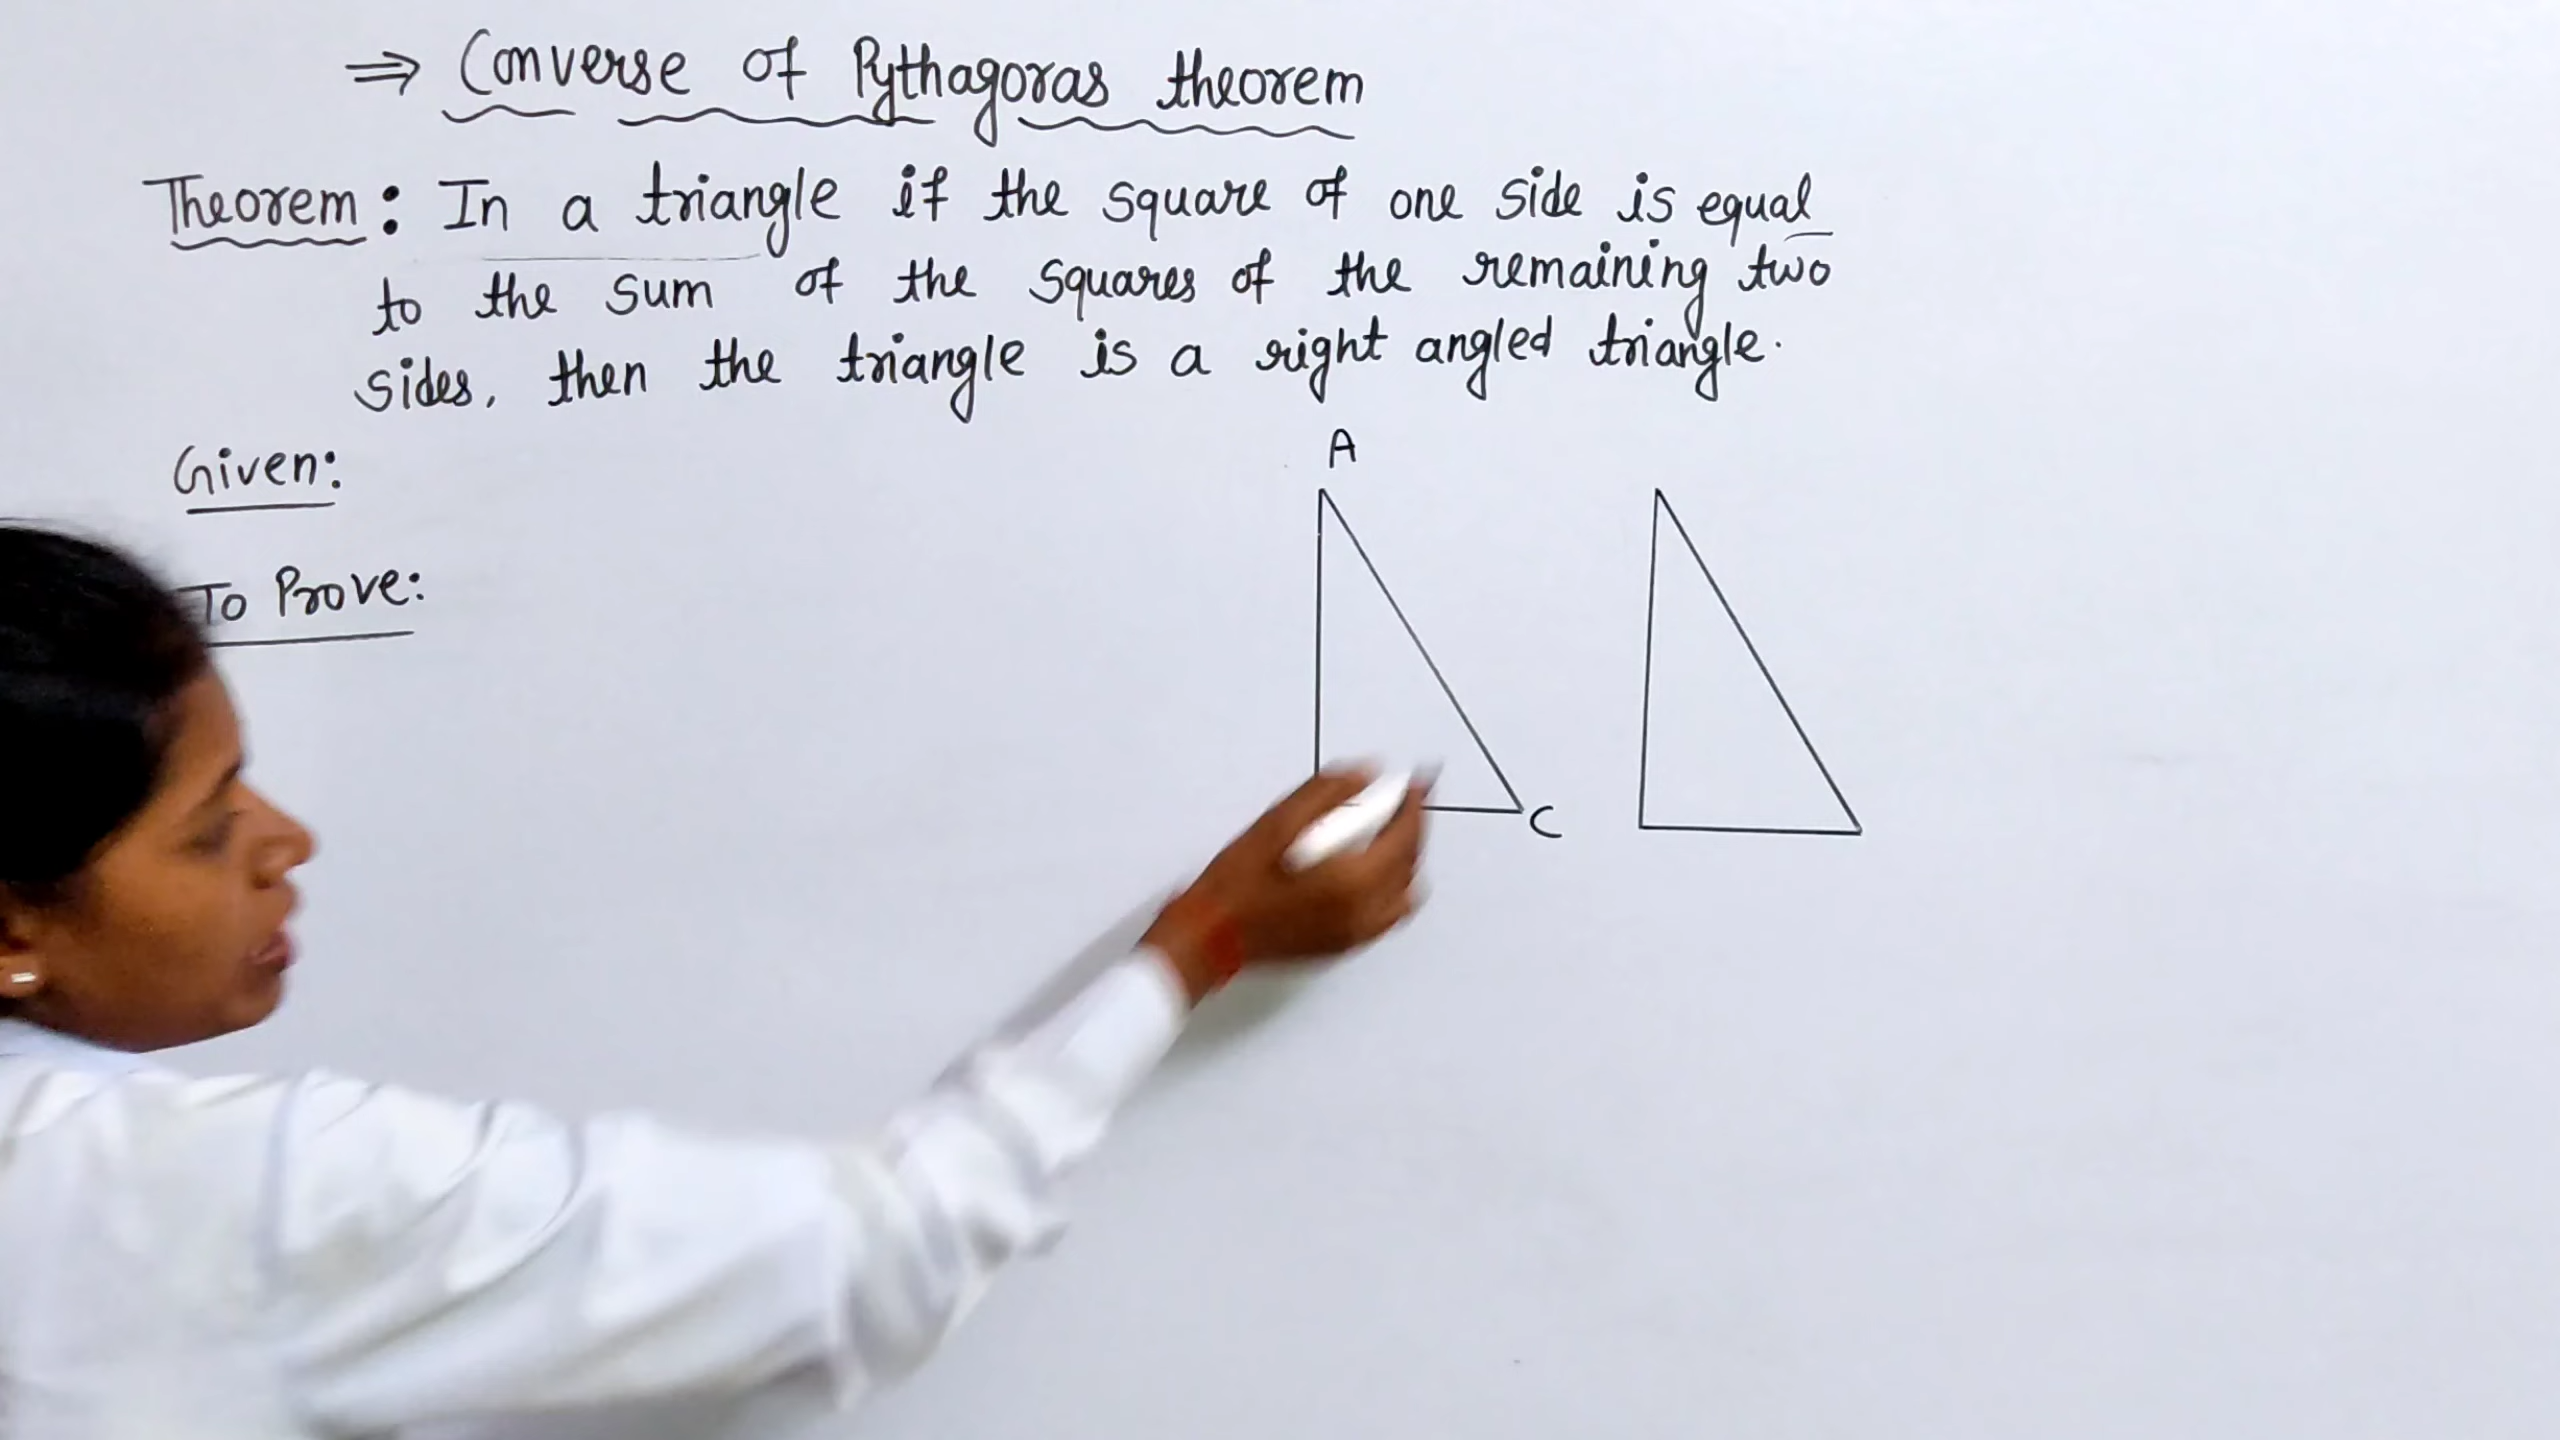 ⇒ Converse of Pythagoras theorem
Theorem: In a triangle if the square of one side is equal
to the sum of the squares of the remaining two
sides, then the triangle is a right angled triangle.
A
Given:
To Prove:
C